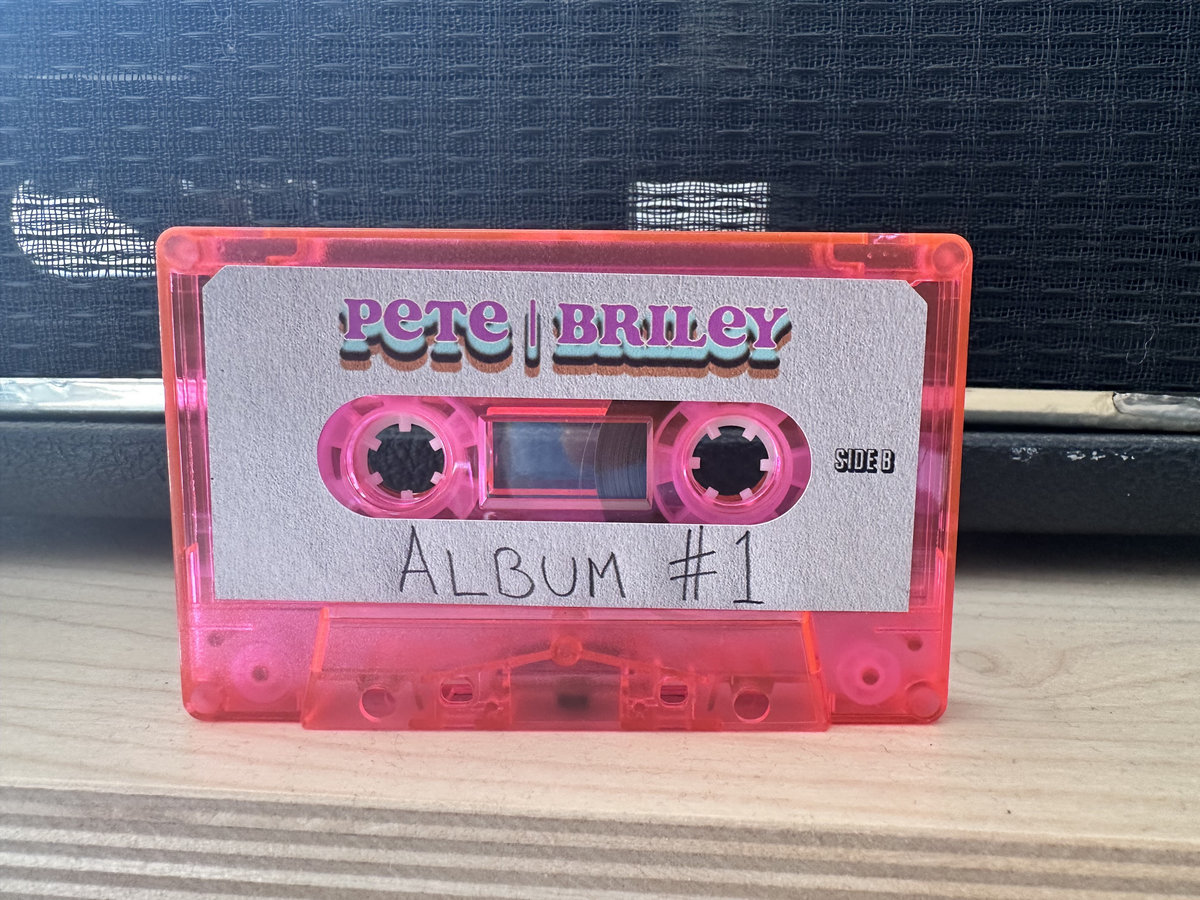 PETE | BRILEY
SIDE B
ALBUM #1